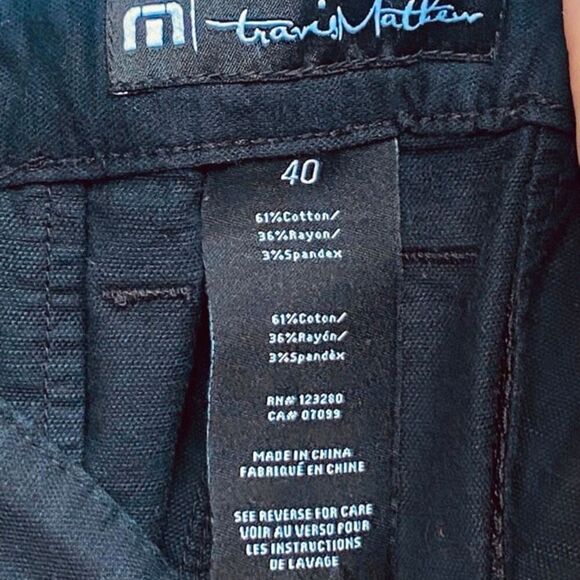 travisMathew
40
61%Cotton/
36%Rayon/
3%Spandex
61%Coton/
36%Rayón/
3%Spandèx
RN# 123280
CA# 07099
MADE IN CHINA
FABRIQUÉ EN CHINE
SEE REVERSE FOR CARE
VOIR AU VERSO POUR
LES INSTRUCTIONS
DE LAVAGE